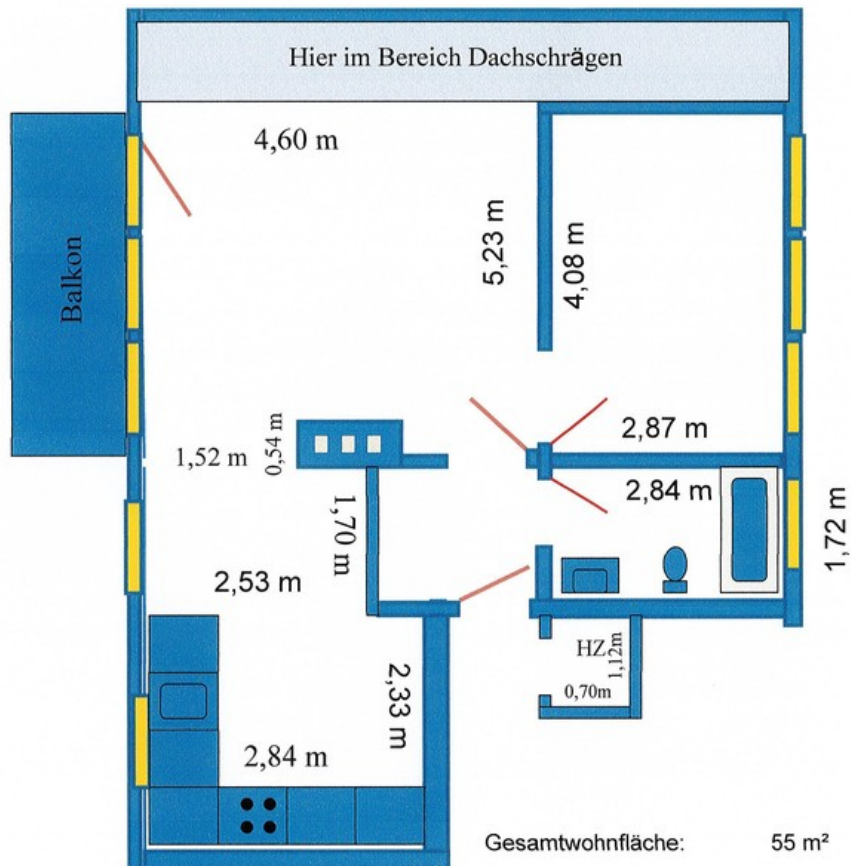 Hier im Bereich Dachschrägen
4,60 m
Balkon
5,23 m
4,08 m
1,52 m
0,54 m
2,87 m
2,84 m
1,72 m
1,70 m
2,53 m
HZ
1,12m
0,70m
2,33 m
2,84 m
Gesamtwohnfläche: 55 m²